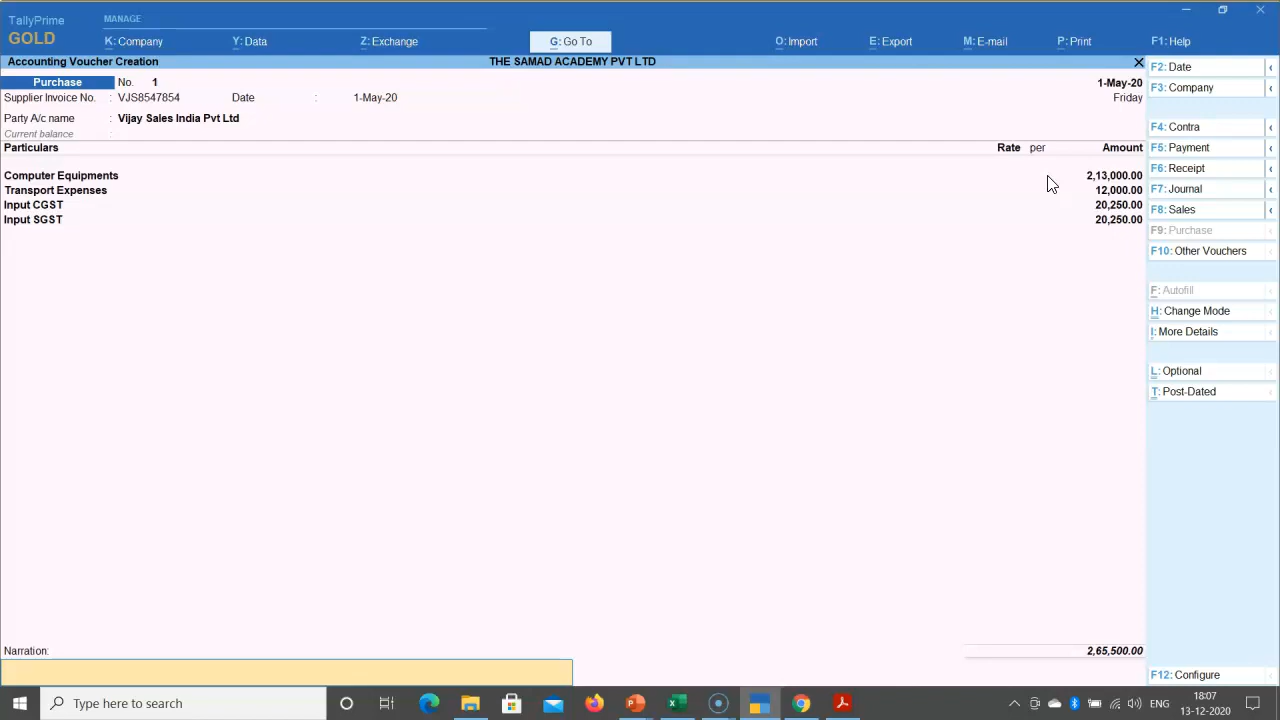 TallyPrime MANAGE
GOLD K: Company Y: Data Z: Exchange G: Go To O: Import E: Export M: E-mail P: Print F1: Help
Accounting Voucher Creation THE SAMAD ACADEMY PVT LTD
Purchase No. 1 1-May-20
Supplier Invoice No. : VJS8547854 Date : 1-May-20 Friday
Party A/c name : Vijay Sales India Pvt Ltd
Current balance :
Particulars Rate per Amount
Computer Equipments 2,13,000.00
Transport Expenses 12,000.00
Input CGST 20,250.00
Input SGST 20,250.00
Narration: 2,65,500.00
F2: Date
F3: Company
F4: Contra
F5: Payment
F6: Receipt
F7: Journal
F8: Sales
F9: Purchase
F10: Other Vouchers
F: Autofill
H: Change Mode
I: More Details
L: Optional
T: Post-Dated
F12: Configure
Type here to search ENG 18:07
13-12-2020